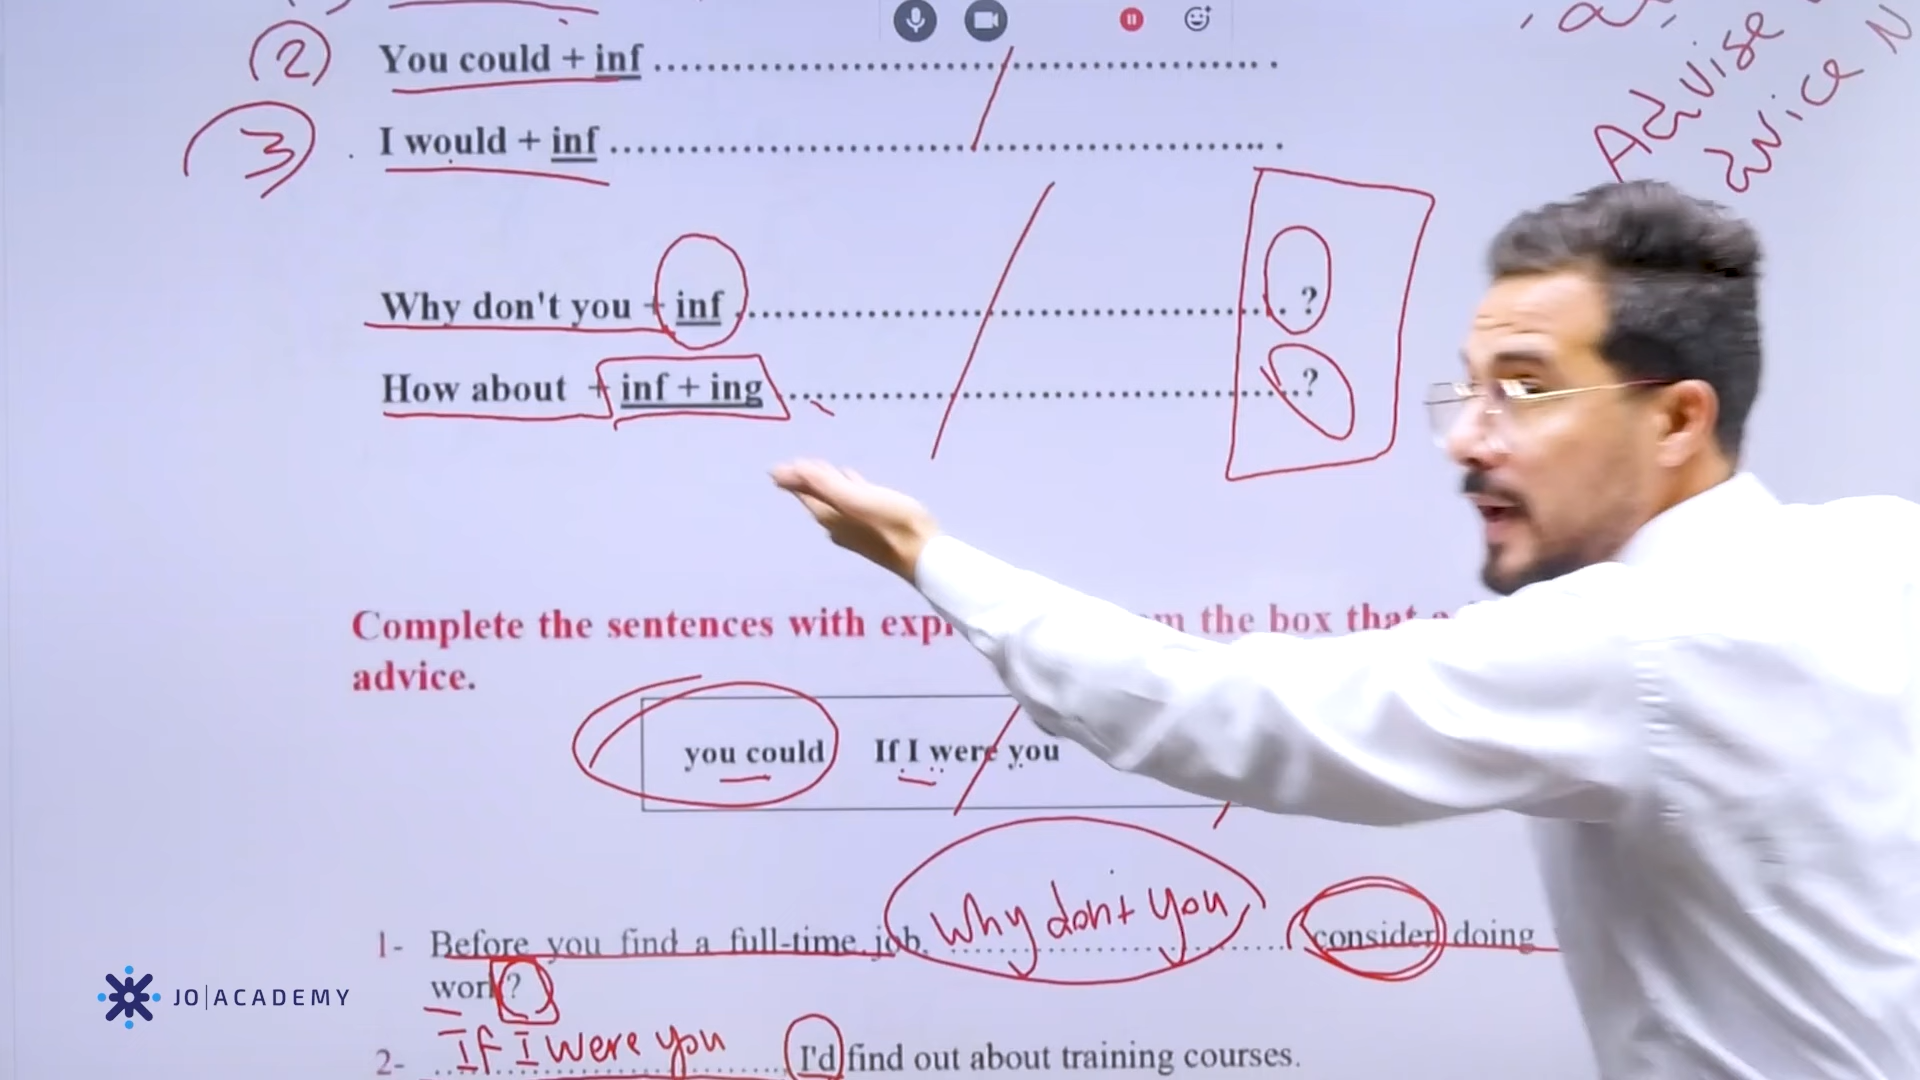 ② You could + inf .................................................. .
③ . I would + inf .................................................. .
Advise
Why don't you + inf .................................................. ?
How about + inf + ing .................................................. ?
Complete the sentences with the box that
advice.
you could If I were you
1- Before you find a full-time job. Why don't you consider doing
work?
2- If I were you I'd find out about training courses.
JO|ACADEMY